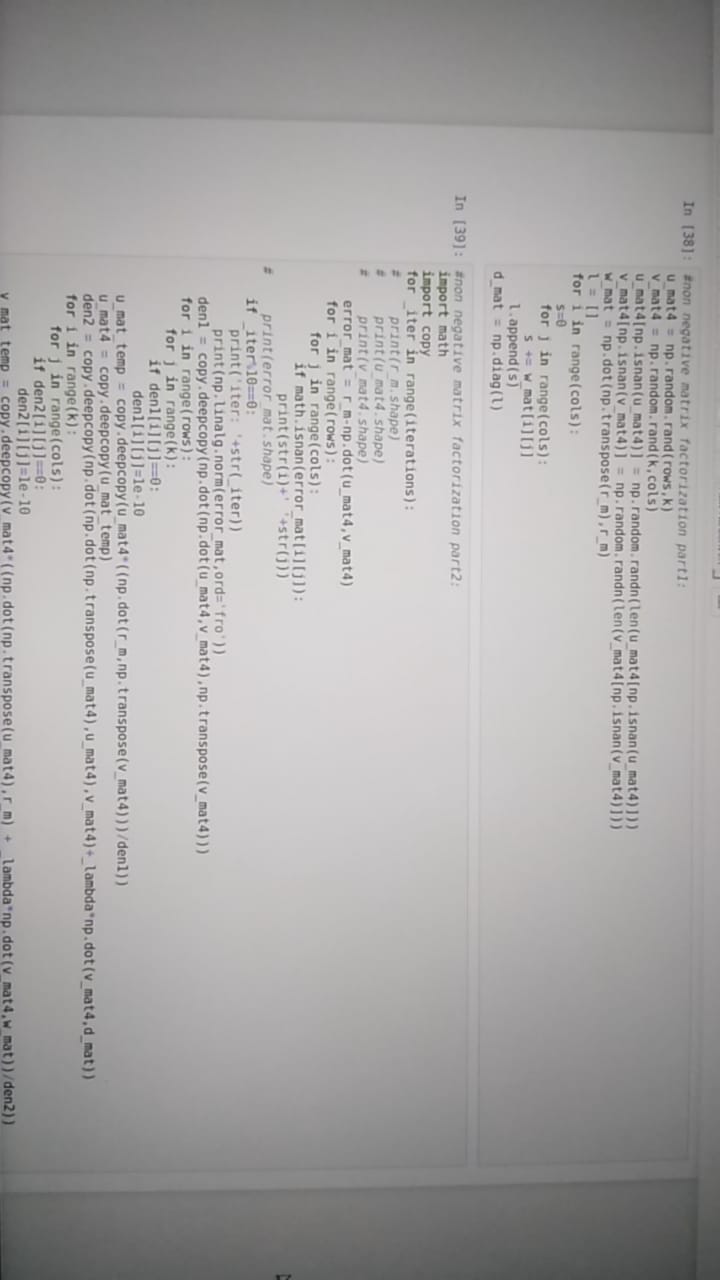 In [38]: #non negative matrix factorization part1:
u_mat4 = np.random.rand(rows,k)
v_mat4 = np.random.rand(k,cols)
u_mat4[np.isnan(u_mat4)] = np.random.randn(len(u_mat4[np.isnan(u_mat4)]))
v_mat4[np.isnan(v_mat4)] = np.random.randn(len(v_mat4[np.isnan(v_mat4)]))
w_mat = np.dot(np.transpose(r_m),r_m)
l = []
for i in range(cols):
s=0
for j in range(cols):
s += w_mat[i][j]
l.append(s)
d_mat = np.diag(l)
In [39]: #non negative matrix factorization part2:
import math
import copy
for _iter in range(iterations):
# print(r_m.shape)
# print(u_mat4.shape)
# print(v_mat4.shape)
error_mat = r_m-np.dot(u_mat4,v_mat4)
for i in range(rows):
for j in range(cols):
if math.isnan(error_mat[i][j]):
print(str(i)+' '+str(j))
# print(error_mat.shape)
if _iter%10==0:
print('iter: '+str(_iter))
print(np.linalg.norm(error_mat,ord='fro'))
den1 = copy.deepcopy(np.dot(np.dot(u_mat4,v_mat4),np.transpose(v_mat4)))
for i in range(rows):
for j in range(k):
if den1[i][j]==0:
den1[i][j]=1e-10
u_mat_temp = copy.deepcopy(u_mat4*((np.dot(r_m,np.transpose(v_mat4)))/den1))
u_mat4 = copy.deepcopy(u_mat_temp)
den2 = copy.deepcopy(np.dot(np.dot(np.transpose(u_mat4),u_mat4),v_mat4)+_lambda*np.dot(v_mat4,d_mat))
for i in range(k):
for j in range(cols):
if den2[i][j]==0:
den2[i][j]=1e-10
v_mat_temp = copy.deepcopy(v_mat4*((np.dot(np.transpose(u_mat4),r_m) + _lambda*np.dot(v_mat4,w_mat))/den2))